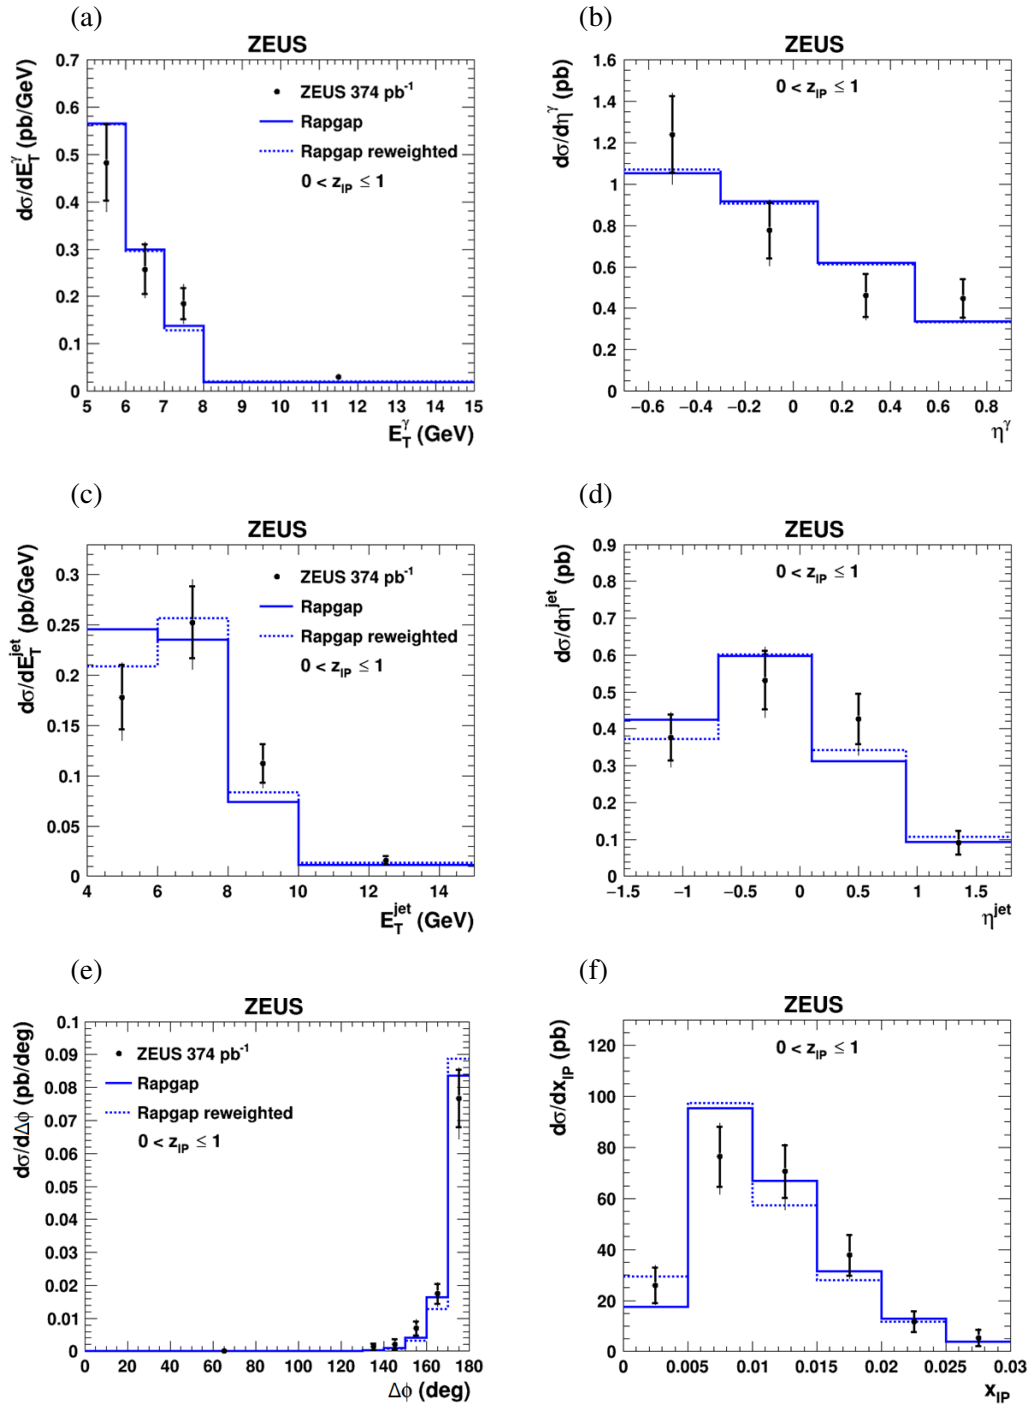 (a)
ZEUS
dσ/dE_T^γ (pb/GeV)
0.7
0.6
0.5
0.4
0.3
0.2
0.1
0
ZEUS 374 pb⁻¹
Rapgap
Rapgap reweighted
0 < z_IP ≤ 1
5 6 7 8 9 10 11 12 13 14 15
E_T^γ (GeV)
(b)
ZEUS
dσ/dη^γ (pb)
1.6
1.4
1.2
1
0.8
0.6
0.4
0.2
0
0 < z_IP ≤ 1
−0.6 −0.4 −0.2 0 0.2 0.4 0.6 0.8
η^γ
(c)
ZEUS
dσ/dE_T^jet (pb/GeV)
0.3
0.25
0.2
0.15
0.1
0.05
0
ZEUS 374 pb⁻¹
Rapgap
Rapgap reweighted
0 < z_IP ≤ 1
4 6 8 10 12 14
E_T^jet (GeV)
(d)
ZEUS
dσ/dη^jet (pb)
0.9
0.8
0.7
0.6
0.5
0.4
0.3
0.2
0.1
0
0 < z_IP ≤ 1
−1.5 −1 −0.5 0 0.5 1 1.5
η^jet
(e)
ZEUS
dσ/dΔϕ (pb/deg)
0.1
0.09
0.08
0.07
0.06
0.05
0.04
0.03
0.02
0.01
0
ZEUS 374 pb⁻¹
Rapgap
Rapgap reweighted
0 < z_IP ≤ 1
0 20 40 60 80 100 120 140 160 180
Δϕ (deg)
(f)
ZEUS
dσ/dx_IP (pb)
120
100
80
60
40
20
0
0 < z_IP ≤ 1
0 0.005 0.01 0.015 0.02 0.025 0.03
x_IP